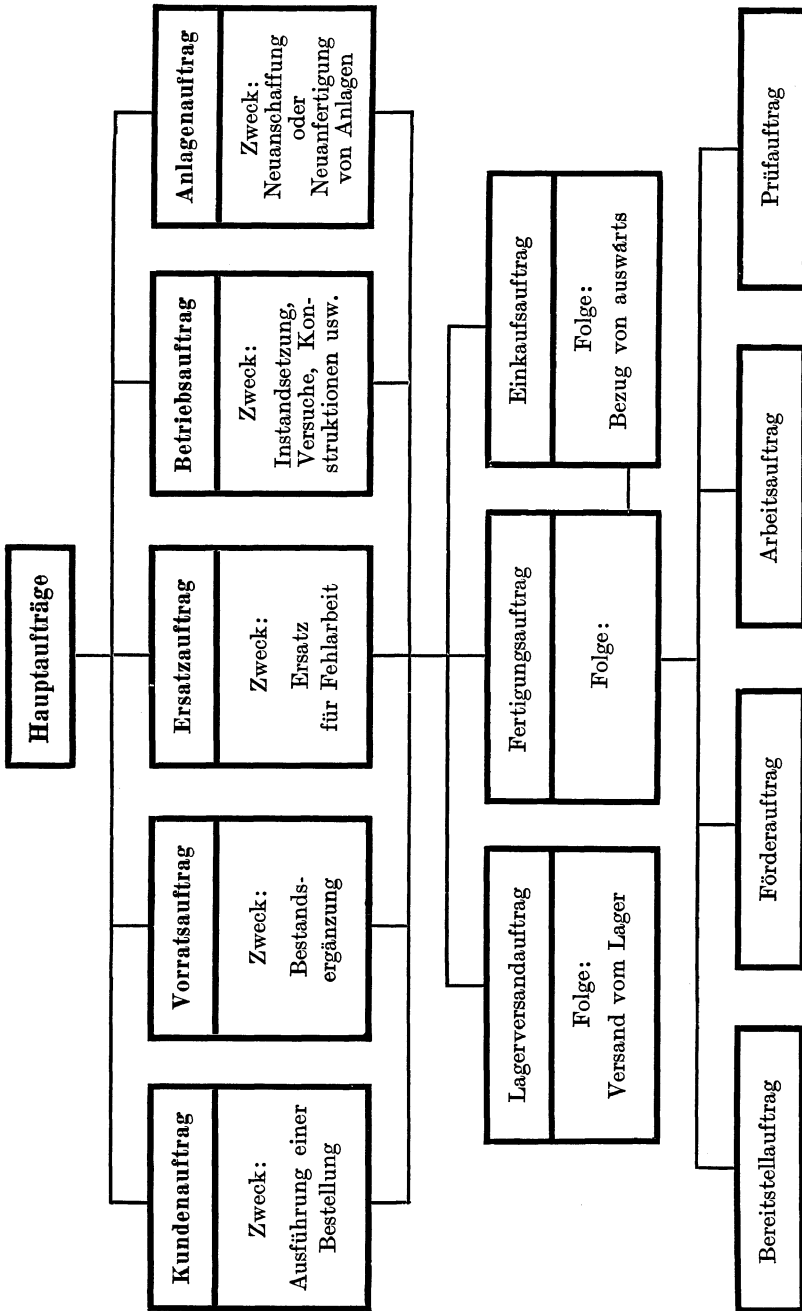 Hauptaufträge
Kundenauftrag
Zweck:
Ausführung einer
Bestellung
Vorratsauftrag
Zweck:
Bestands-
ergänzung
Ersatzauftrag
Zweck:
Ersatz
für Fehlarbeit
Betriebsauftrag
Zweck:
Instandsetzung,
Versuche, Kon-
struktionen usw.
Anlagenauftrag
Zweck:
Neuanschaffung
oder
Neuanfertigung
von Anlagen
Lagerversandauftrag
Folge:
Versand vom Lager
Fertigungsauftrag
Folge:
Einkaufsauftrag
Folge:
Bezug von auswärts
Bereitstellauftrag
Förderauftrag
Arbeitsauftrag
Prüfauftrag